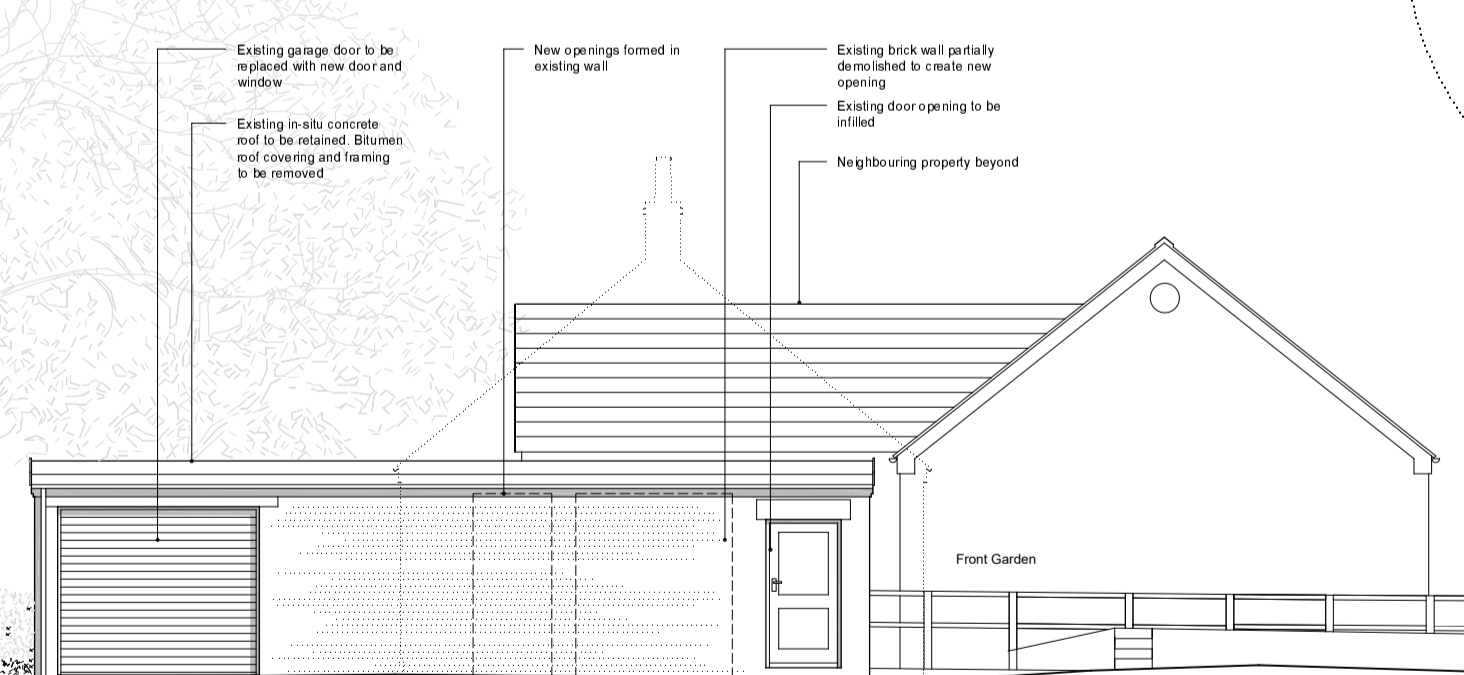 Existing garage door to be
replaced with new door and
window
Existing in-situ concrete
roof to be retained. Bitumen
roof covering and framing
to be removed
New openings formed in
existing wall
Existing brick wall partially
demolished to create new
opening
Existing door opening to be
infilled
Neighbouring property beyond
Front Garden